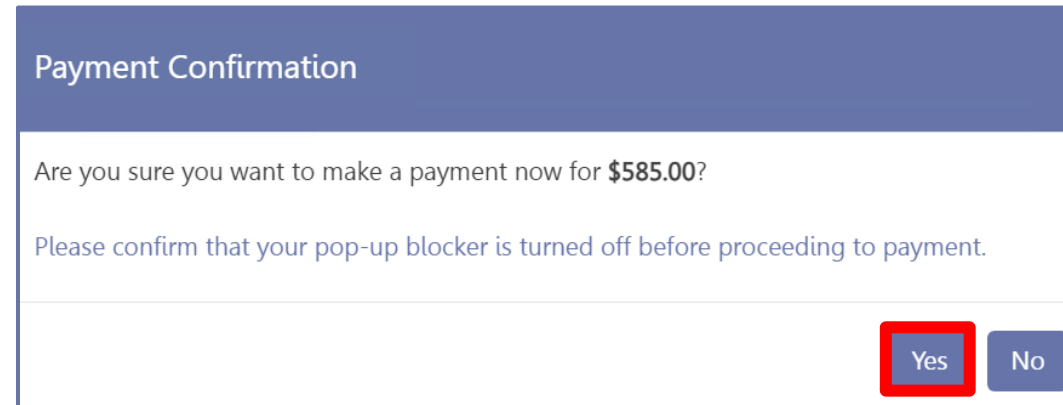 Payment Confirmation
Are you sure you want to make a payment now for $585.00?
Please confirm that your pop-up blocker is turned off before proceeding to payment.
Yes No